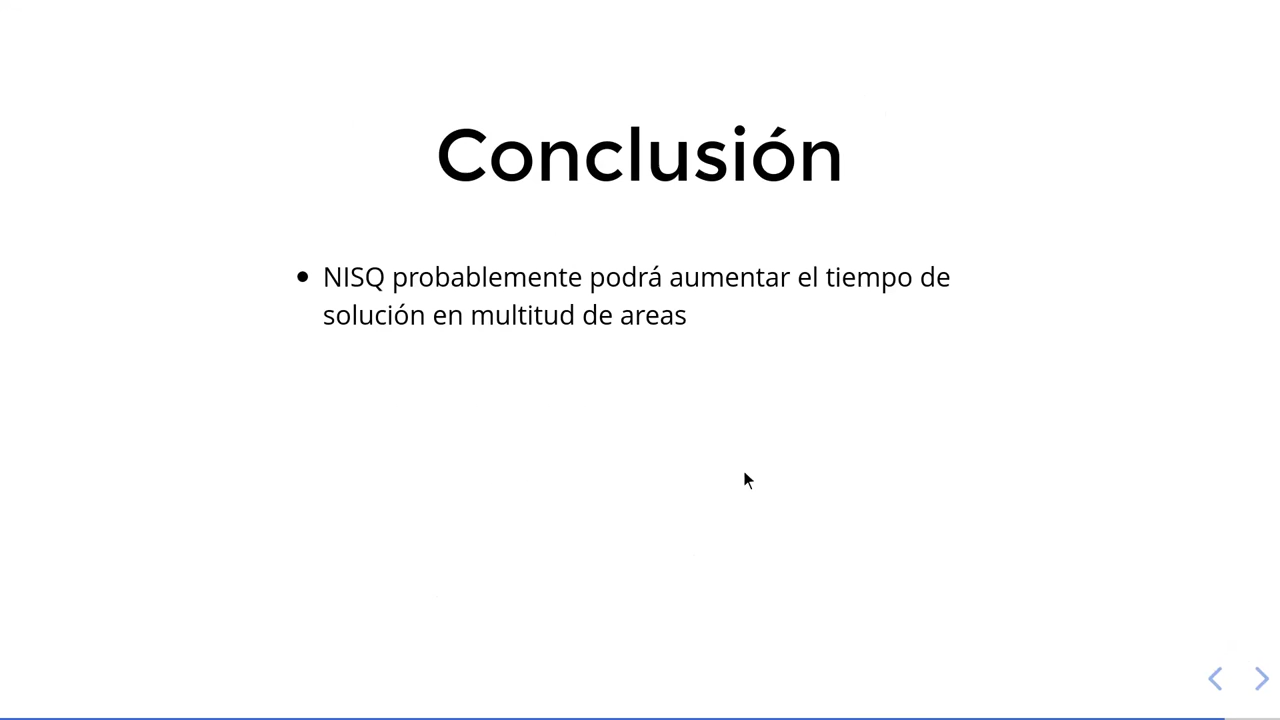 Conclusión
• NISQ probablemente podrá aumentar el tiempo de
solución en multitud de areas